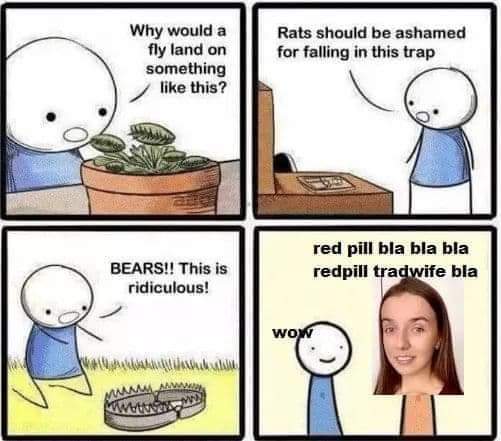 Why would a
fly land on
something
like this?
Rats should be ashamed
for falling in this trap
BEARS!! This is
ridiculous!
red pill bla bla bla
redpill tradwife bla
wow